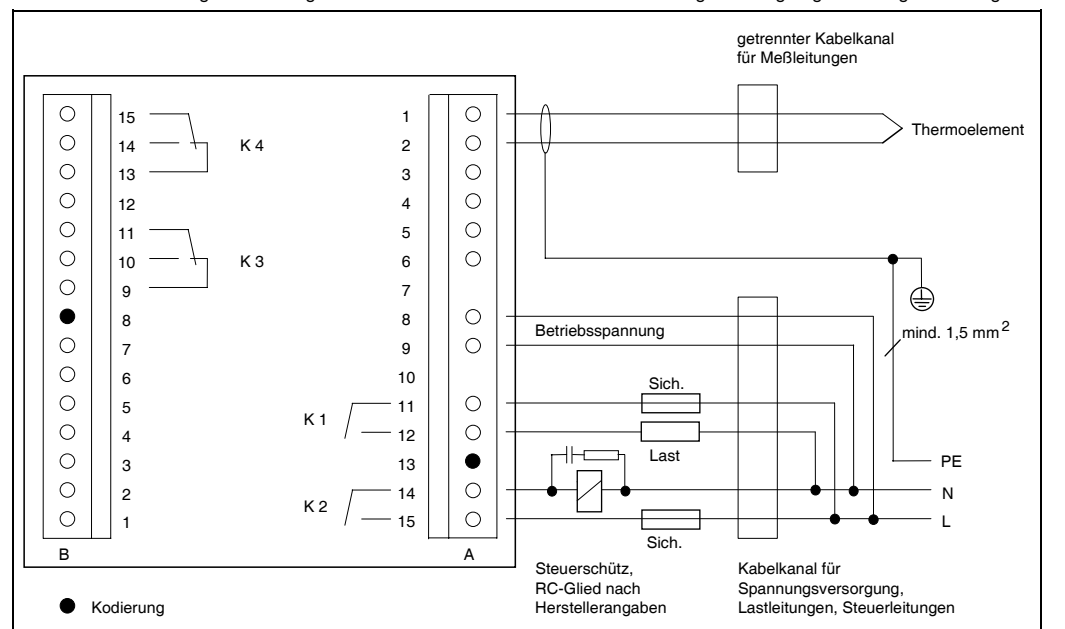 getrennter Kabelkanal
für Meßleitungen
15
14
13
12
11
10
9
8
7
6
5
4
3
2
1
B
K 4
K 3
K 1
K 2
1
2
3
4
5
6
7
8
9
10
11
12
13
14
15
A
Thermoelement
Betriebsspannung
mind. 1,5 mm²
Sich.
Last
Sich.
PE
N
L
Steuerschütz,
RC-Glied nach
Herstellerangaben
Kabelkanal für
Spannungsversorgung,
Lastleitungen, Steuerleitungen
Kodierung